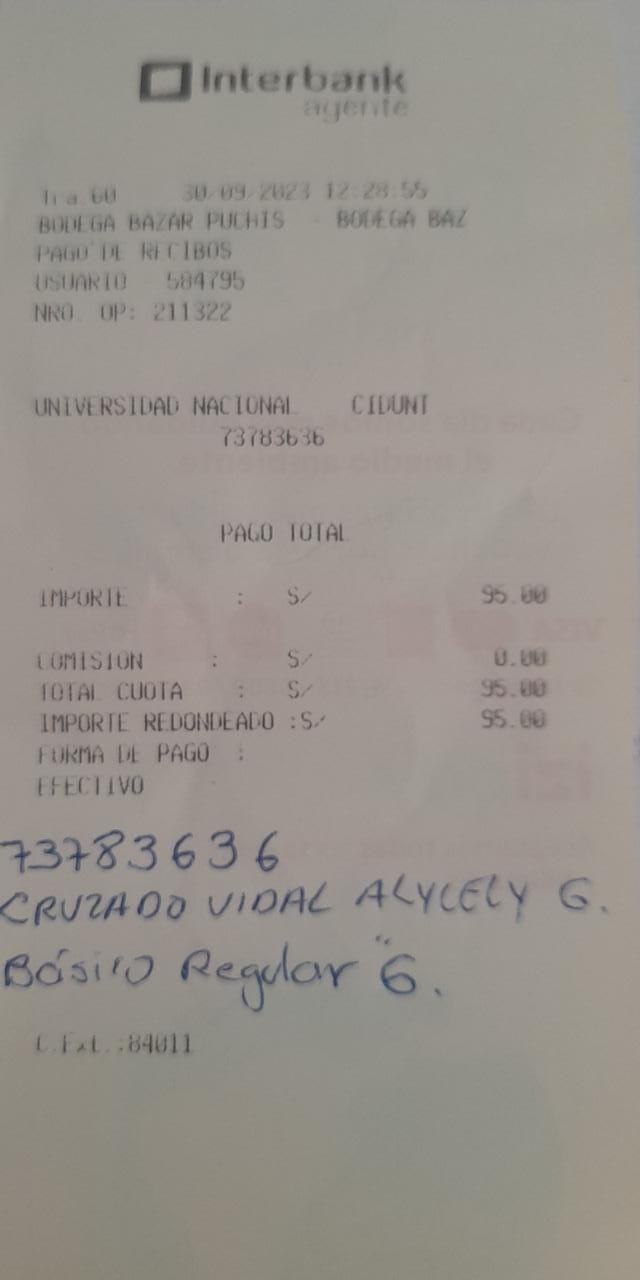 Interbank
agente
Tra 60 30/09/2023 12:28:55
BODEGA BAZAR PUCHIS - BODEGA BAZ
PAGO DE RECIBOS
USUARIO 584795
NRO. OP: 211322
UNIVERSIDAD NACIONAL CIDUNT
73783636
PAGO TOTAL
IMPORTE : S/ 95.00
COMISION : S/ 0.00
TOTAL CUOTA : S/ 95.00
IMPORTE REDONDEADO :S/ 95.00
FORMA DE PAGO :
EFECTIVO
73783636
CRUZADO VIDAL ALYCELY G.
Básico Regular "6.
C.Ext.:84011